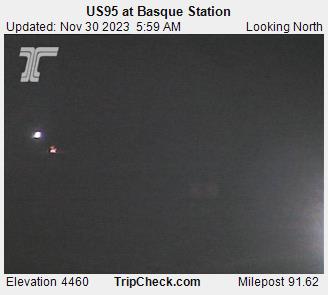 US95 at Basque Station
Updated: Nov 30 2023 5:59 AM Looking North
Elevation 4460 TripCheck.com Milepost 91.62